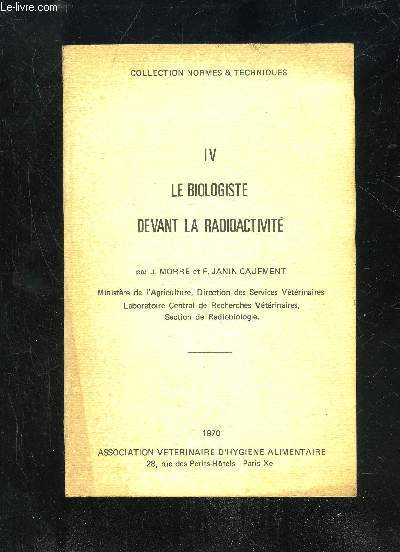 Le-livre.com
COLLECTION NORMES & TECHNIQUES
IV
LE BIOLOGISTE
DEVANT LA RADIOACTIVITÉ
par J. MORRE et F. JANIN CAUEMENT
Ministère de l'Agriculture, Direction des Services Vétérinaires
Laboratoire Central de Recherches Vétérinaires,
Section de Radiobiologie.
1970
ASSOCIATION VETERINAIRE D'HYGIENE ALIMENTAIRE
28, rue des Petits-Hôtels Paris Xe